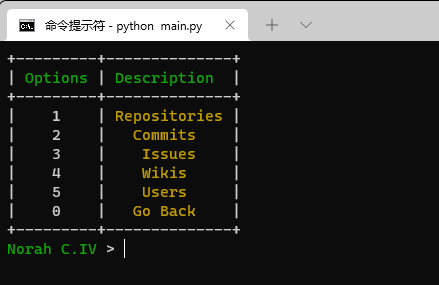 命令提示符 - python main.py
+---------+--------------+
| Options | Description  |
+---------+--------------+
|    1    | Repositories |
|    2    |   Commits    |
|    3    |    Issues    |
|    4    |    Wikis     |
|    5    |    Users     |
|    0    |   Go Back    |
+---------+--------------+
Norah C.IV >